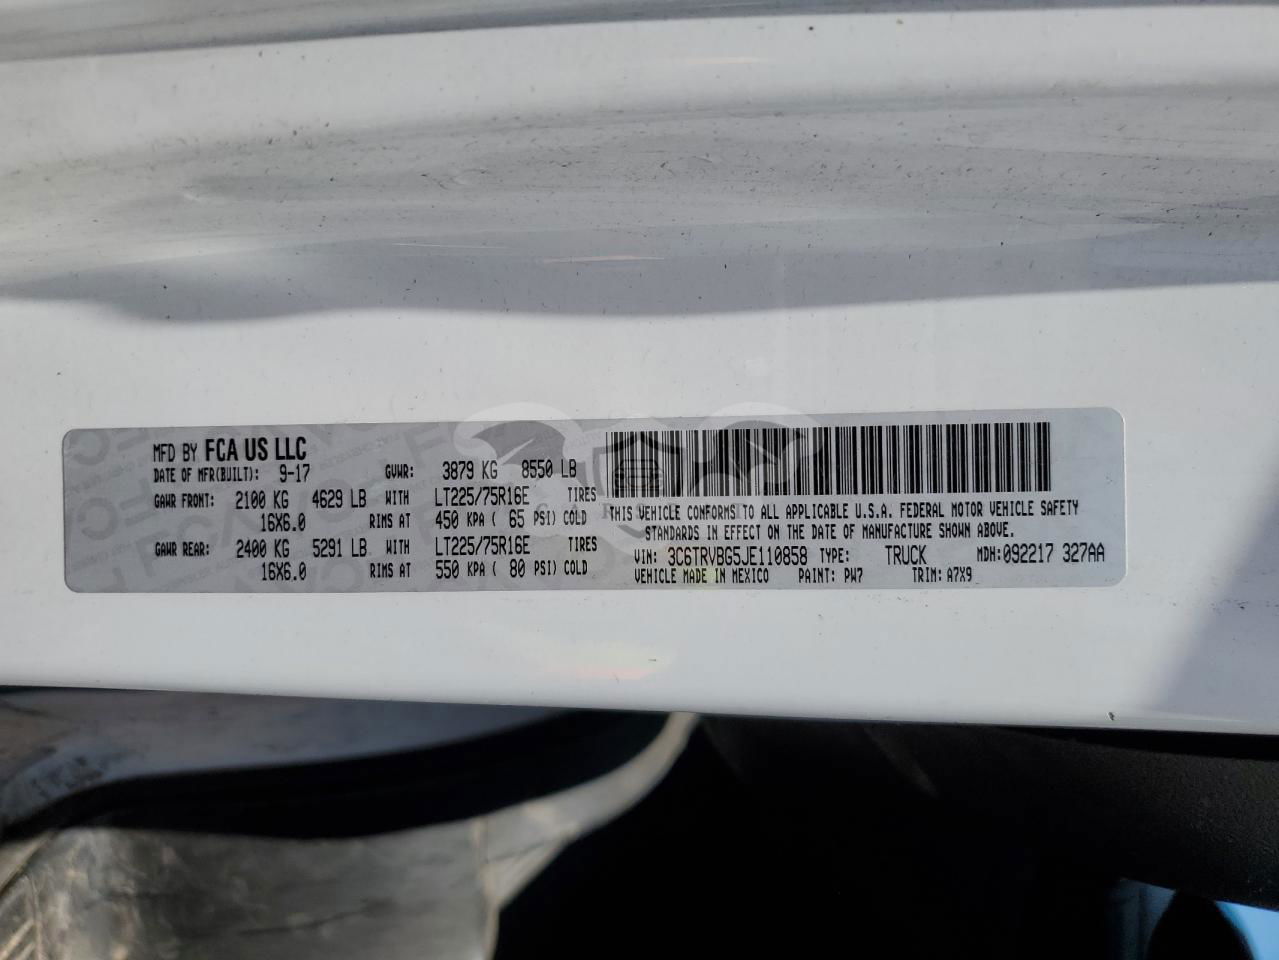 MFD BY FCA US LLC
DATE OF MFR(BUILT): 9-17 GVWR: 3879 KG 8550 LB
GAWR FRONT: 2100 KG 4629 LB WITH LT225/75R16E TIRES
16X6.0 RIMS AT 450 KPA ( 65 PSI) COLD
GAWR REAR: 2400 KG 5291 LB WITH LT225/75R16E TIRES
16X6.0 RIMS AT 550 KPA ( 80 PSI) COLD
THIS VEHICLE CONFORMS TO ALL APPLICABLE U.S.A. FEDERAL MOTOR VEHICLE SAFETY
STANDARDS IN EFFECT ON THE DATE OF MANUFACTURE SHOWN ABOVE.
VIN: 3C6TRVBG5JE110858 TYPE: TRUCK MDH: 092217 327AA
VEHICLE MADE IN MEXICO PAINT: PW7 TRIM: A7X9